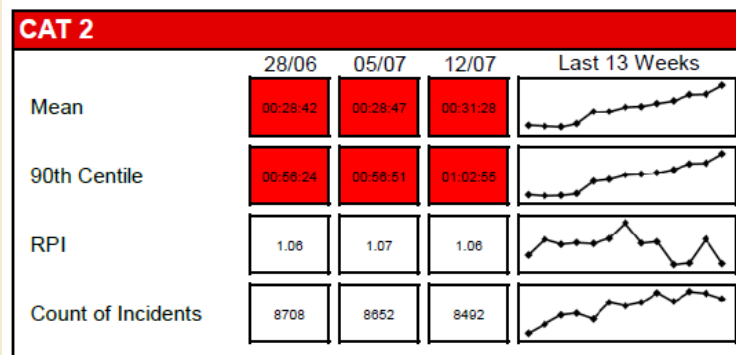 CAT 2
28/06 05/07 12/07 Last 13 Weeks
Mean 00:28:42 00:28:47 00:31:28
90th Centile 00:56:24 00:56:51 01:02:55
RPI 1.06 1.07 1.06
Count of Incidents 8708 8652 8492